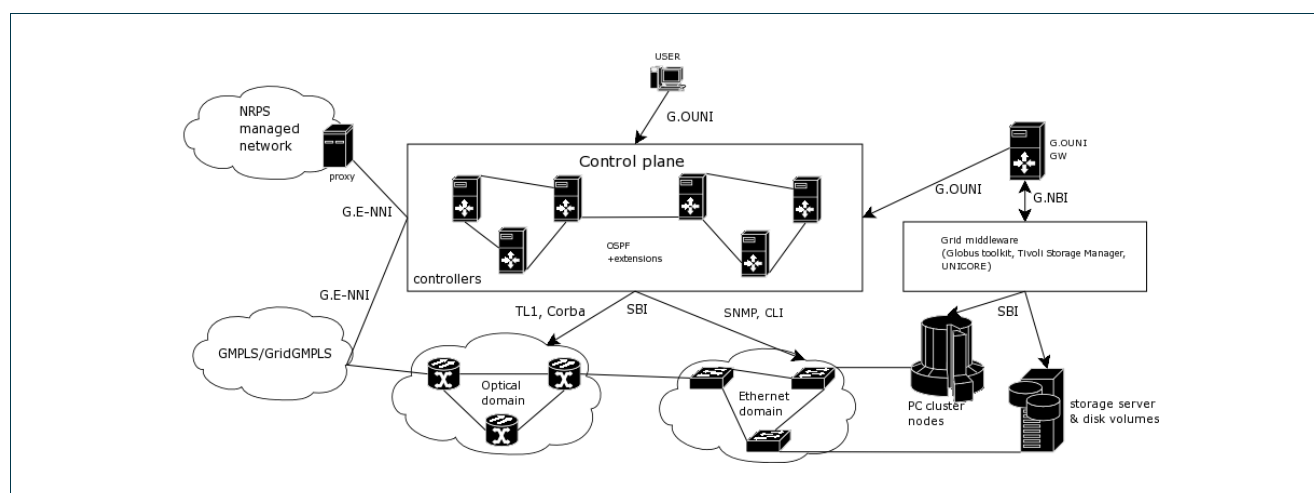 USER
G.OUNI
NRPS
managed
network
proxy
G.E-NNI
G.E-NNI
Control plane
OSPF
+extensions
controllers
G.OUNI
G.OUNI
GW
G.NBI
Grid middleware
(Globus toolkit, Tivoli Storage Manager,
UNICORE)
TL1, Corba
SBI
SNMP, CLI
SBI
GMPLS/GridGMPLS
Optical
domain
Ethernet
domain
PC cluster
nodes
storage server
& disk volumes